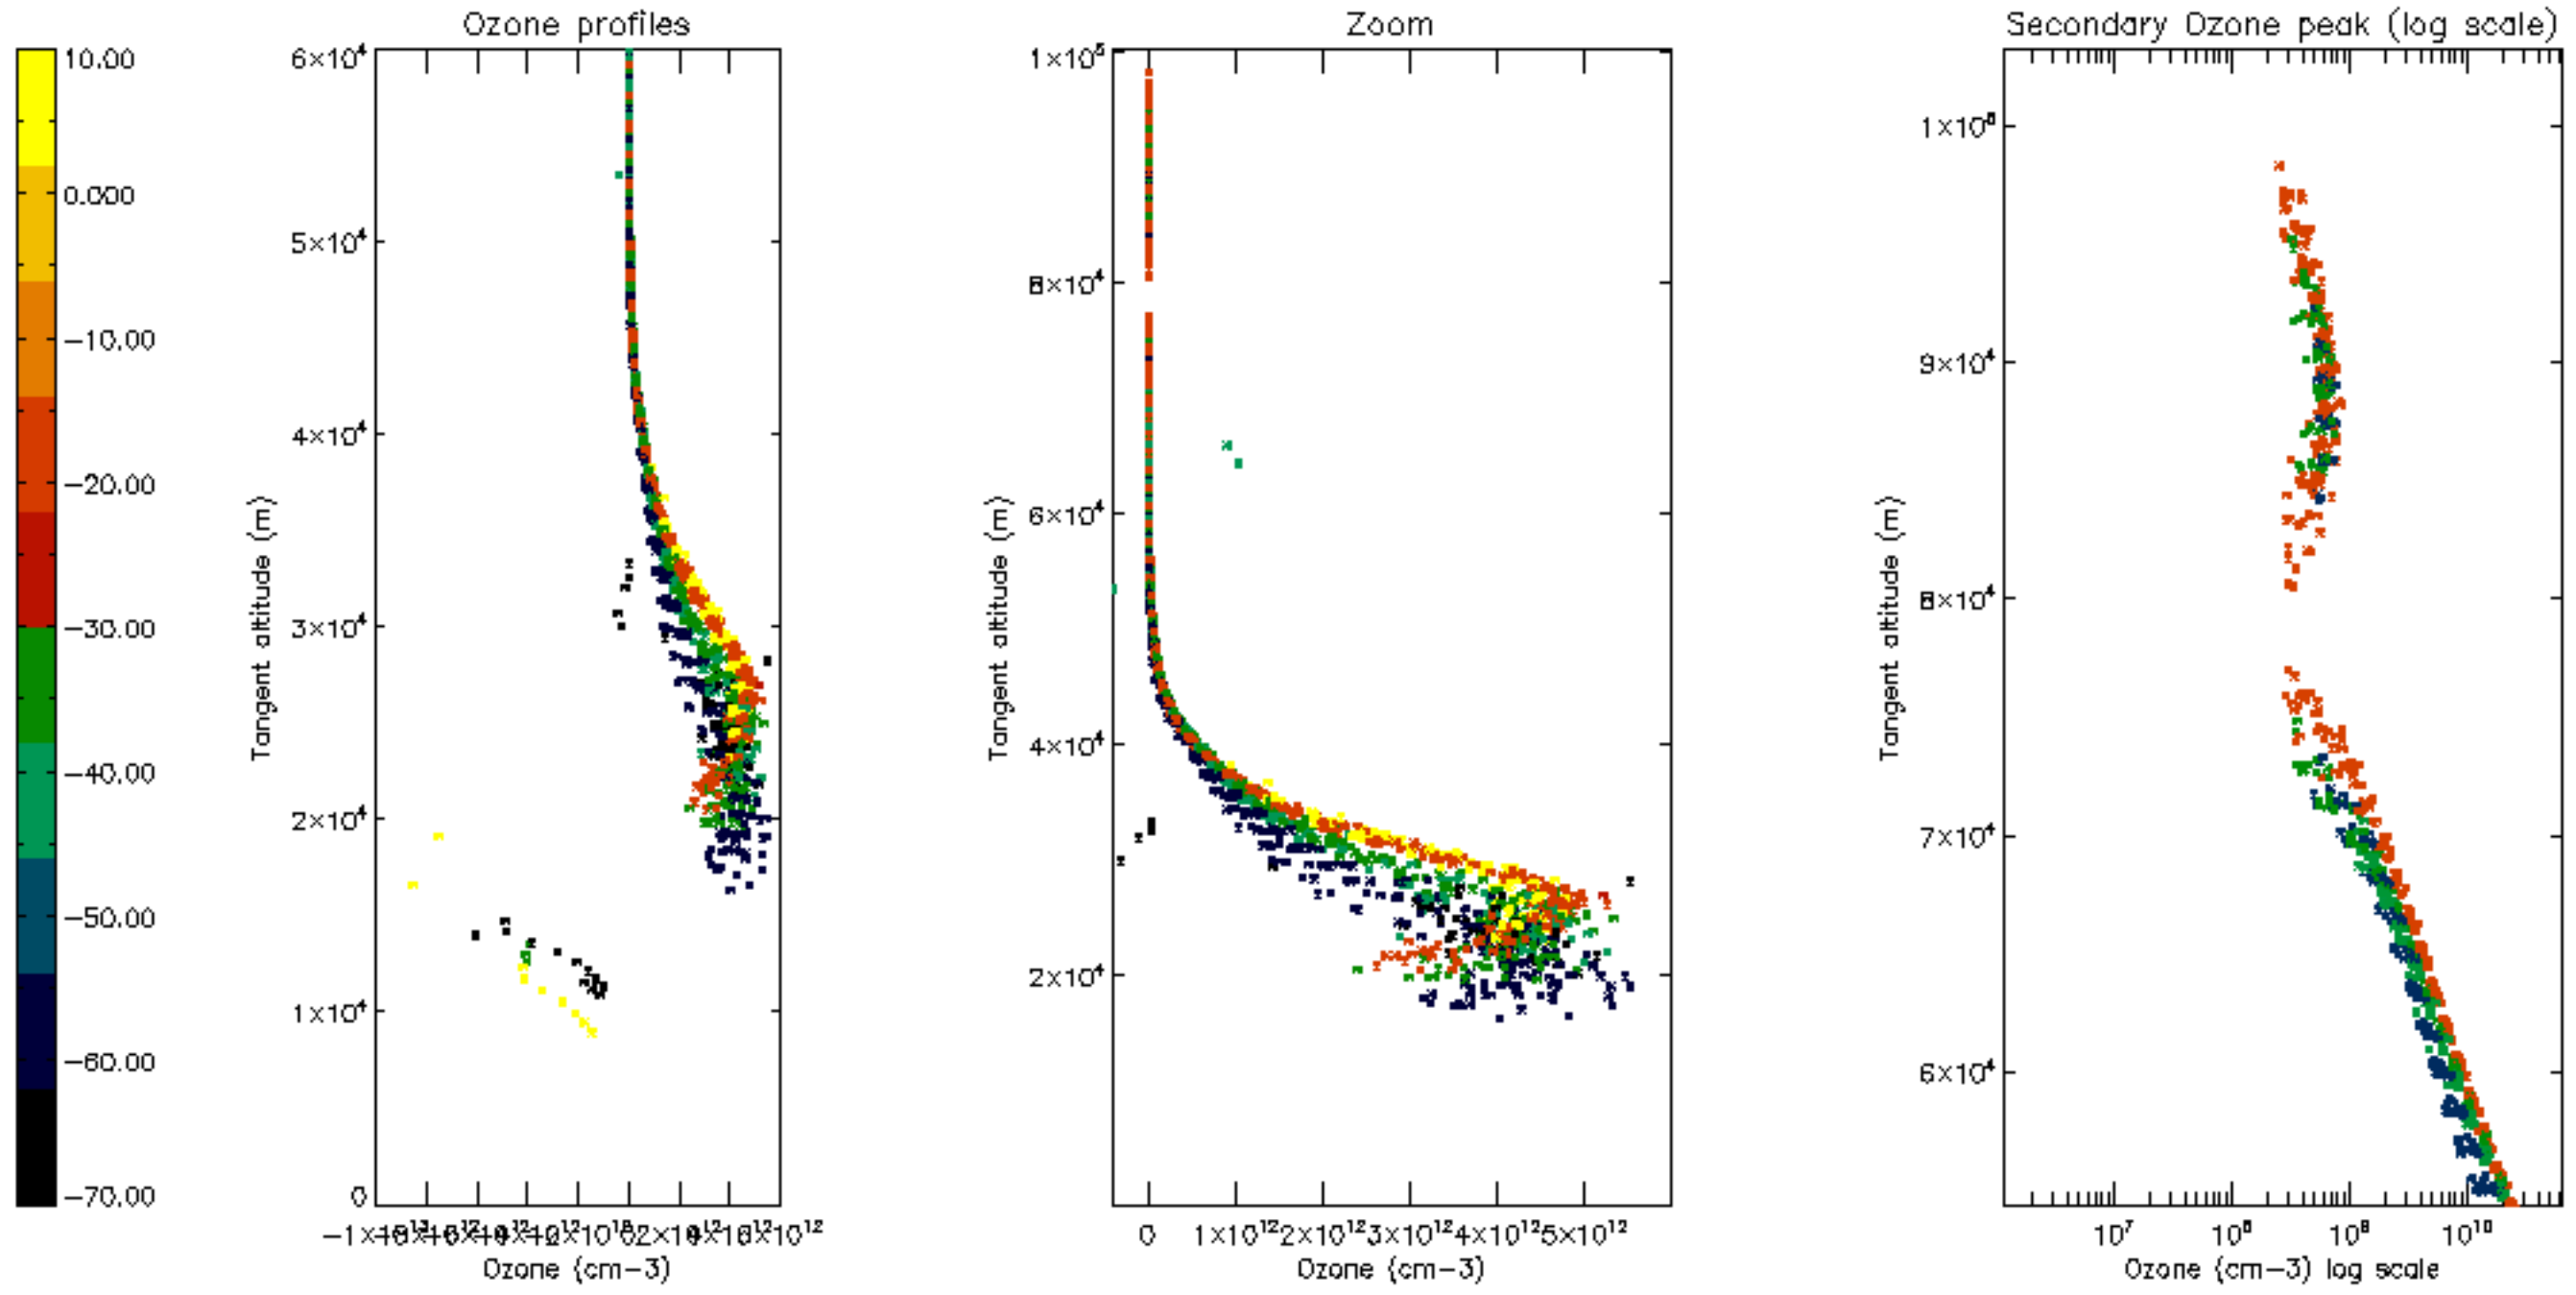 Ozone profiles
Zoom
Secondary Ozone peak (log scale)
10.00
0.00
−10.00
−20.00
−30.00
−40.00
−50.00
−60.00
−70.00
6×10⁴
5×10⁴
4×10⁴
3×10⁴
2×10⁴
1×10⁴
0
Tangent altitude (m)
Ozone (cm−3)
1×10⁵
8×10⁴
6×10⁴
4×10⁴
2×10⁴
Tangent altitude (m)
0 1×10¹² 2×10¹² 3×10¹² 4×10¹² 5×10¹²
Ozone (cm−3)
1×10⁵
9×10⁴
8×10⁴
7×10⁴
6×10⁴
Tangent altitude (m)
10⁷ 10⁸ 10⁹ 10¹⁰
Ozone (cm−3) log scale